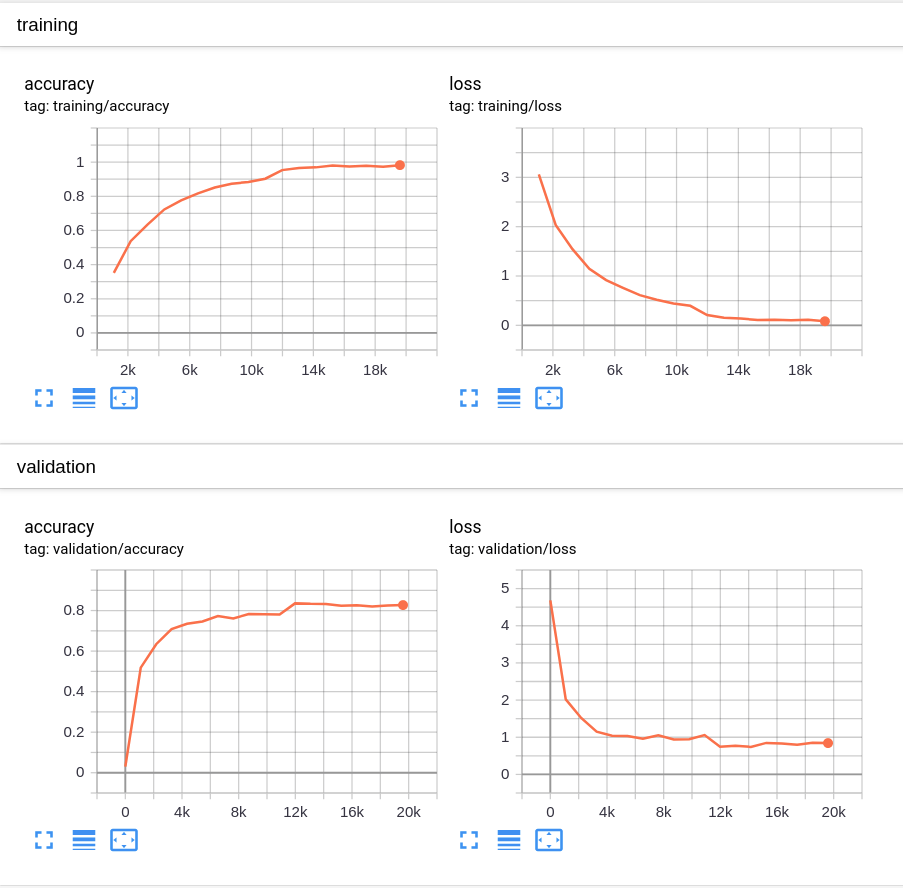 training
accuracy
tag: training/accuracy
1
0.8
0.6
0.4
0.2
0
2k 6k 10k 14k 18k
loss
tag: training/loss
3
2
1
0
2k 6k 10k 14k 18k
validation
accuracy
tag: validation/accuracy
0.8
0.6
0.4
0.2
0
0 4k 8k 12k 16k 20k
loss
tag: validation/loss
5
4
3
2
1
0
0 4k 8k 12k 16k 20k